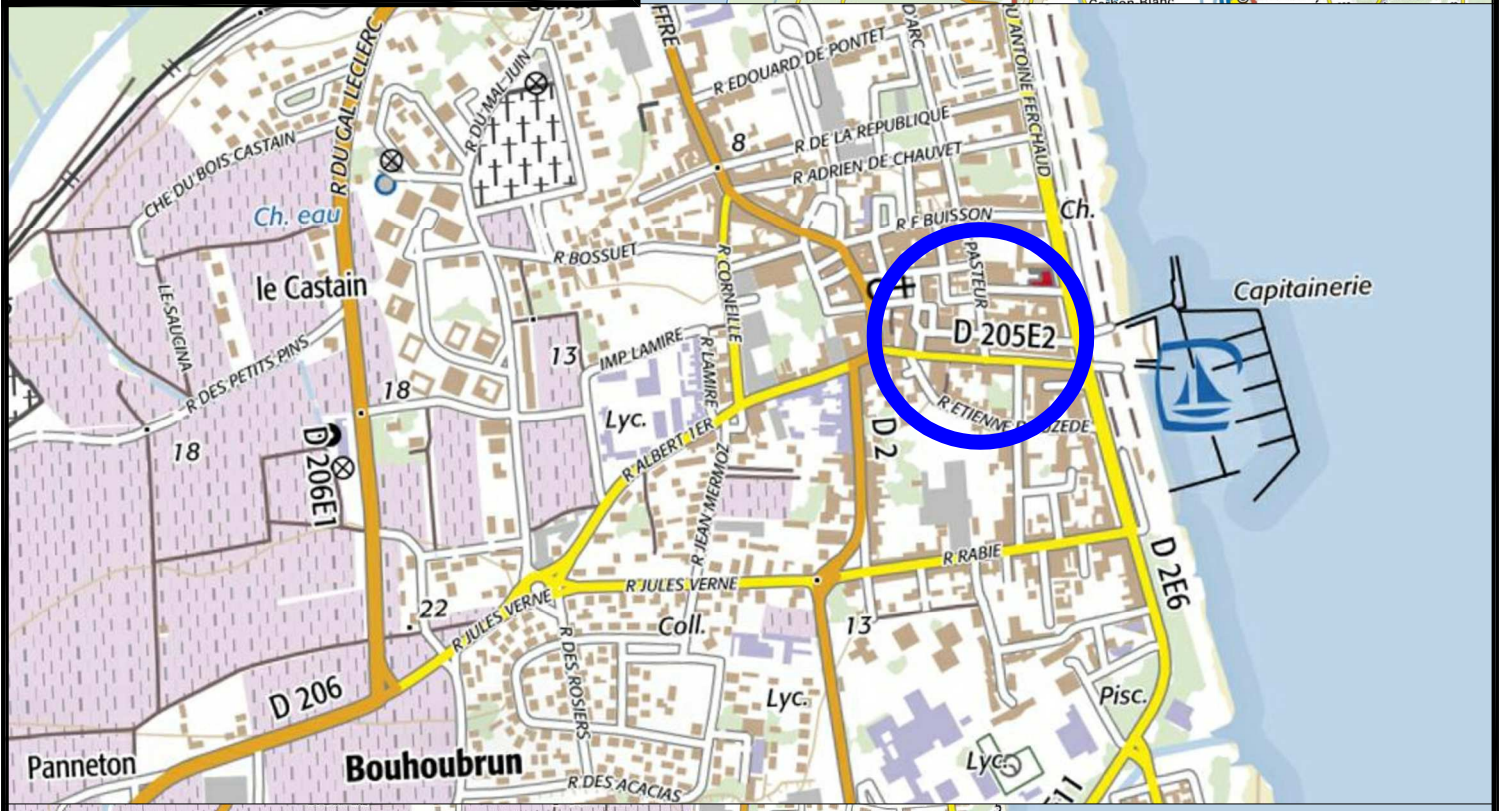 FFRE
D'ARC
U ANTOINE FERCHAUD
R DU GAL LECLERC
R DU MAL JUIN
R EDOUARD DE PONTET
8
R DE LA REPUBLIQUE
R ADRIEN DE CHAUVET
CHE DU BOIS CASTAIN
Ch. eau
Ch.
R F BUISSON
R BOSSUET
R CORNEILLE
PASTEUR
le Castain
Capitainerie
LE SAUCINA
R DES PETITS PINS
13
IMP LAMIRE
R LAMIRE
D 205E2
18
Lyc.
R ETIENNE D UZEDE
R ALBERT 1ER
D 2
18
D 206E1
R JEAN MERMOZ
R RABIE
R JULES VERNE
D 2E6
22
R JULES VERNE
Coll.
13
R DES ROSIERS
D 206
Lyc.
Pisc.
Panneton
Bouhoubrun
Lyc.
R DES ACACIAS
11